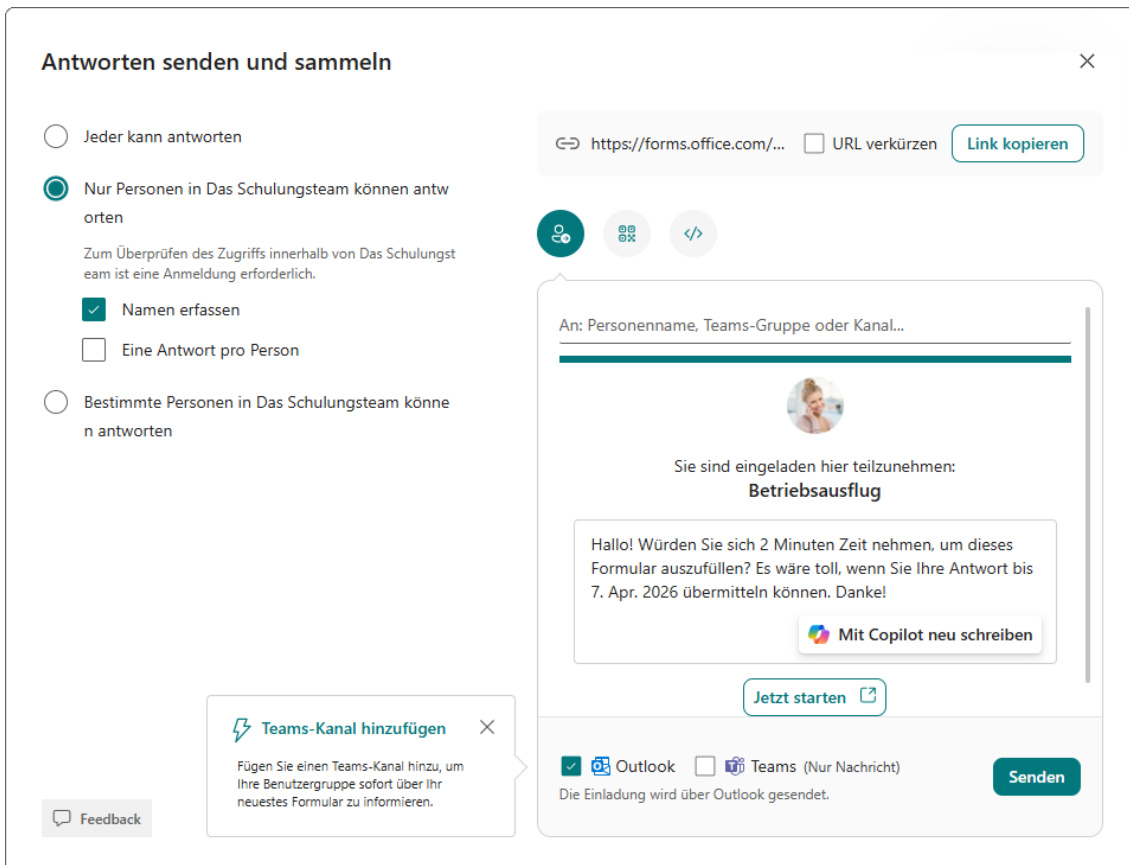 Antworten senden und sammeln
Jeder kann antworten
Nur Personen in Das Schulungsteam können antw
orten
Zum Überprüfen des Zugriffs innerhalb von Das Schulungst
eam ist eine Anmeldung erforderlich.
Namen erfassen
Eine Antwort pro Person
Bestimmte Personen in Das Schulungsteam könne
n antworten
https://forms.office.com/...
URL verkürzen
Link kopieren
An: Personenname, Teams-Gruppe oder Kanal...
Sie sind eingeladen hier teilzunehmen:
Betriebsausflug
Hallo! Würden Sie sich 2 Minuten Zeit nehmen, um dieses
Formular auszufüllen? Es wäre toll, wenn Sie Ihre Antwort bis
7. Apr. 2026 übermitteln können. Danke!
Mit Copilot neu schreiben
Jetzt starten
Teams-Kanal hinzufügen
Fügen Sie einen Teams-Kanal hinzu, um
Ihre Benutzergruppe sofort über Ihr
neuestes Formular zu informieren.
Outlook
Teams (Nur Nachricht)
Die Einladung wird über Outlook gesendet.
Senden
Feedback